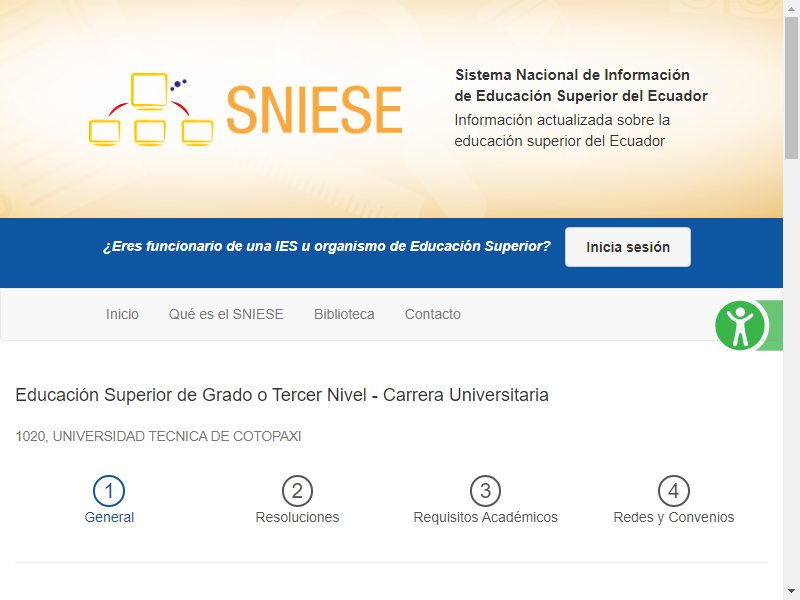 SNIESE
Sistema Nacional de Información
de Educación Superior del Ecuador
Información actualizada sobre la
educación superior del Ecuador
¿Eres funcionario de una IES u organismo de Educación Superior?
Inicia sesión
Inicio
Qué es el SNIESE
Biblioteca
Contacto
Educación Superior de Grado o Tercer Nivel - Carrera Universitaria
1020, UNIVERSIDAD TECNICA DE COTOPAXI
1
General
2
Resoluciones
3
Requisitos Académicos
4
Redes y Convenios